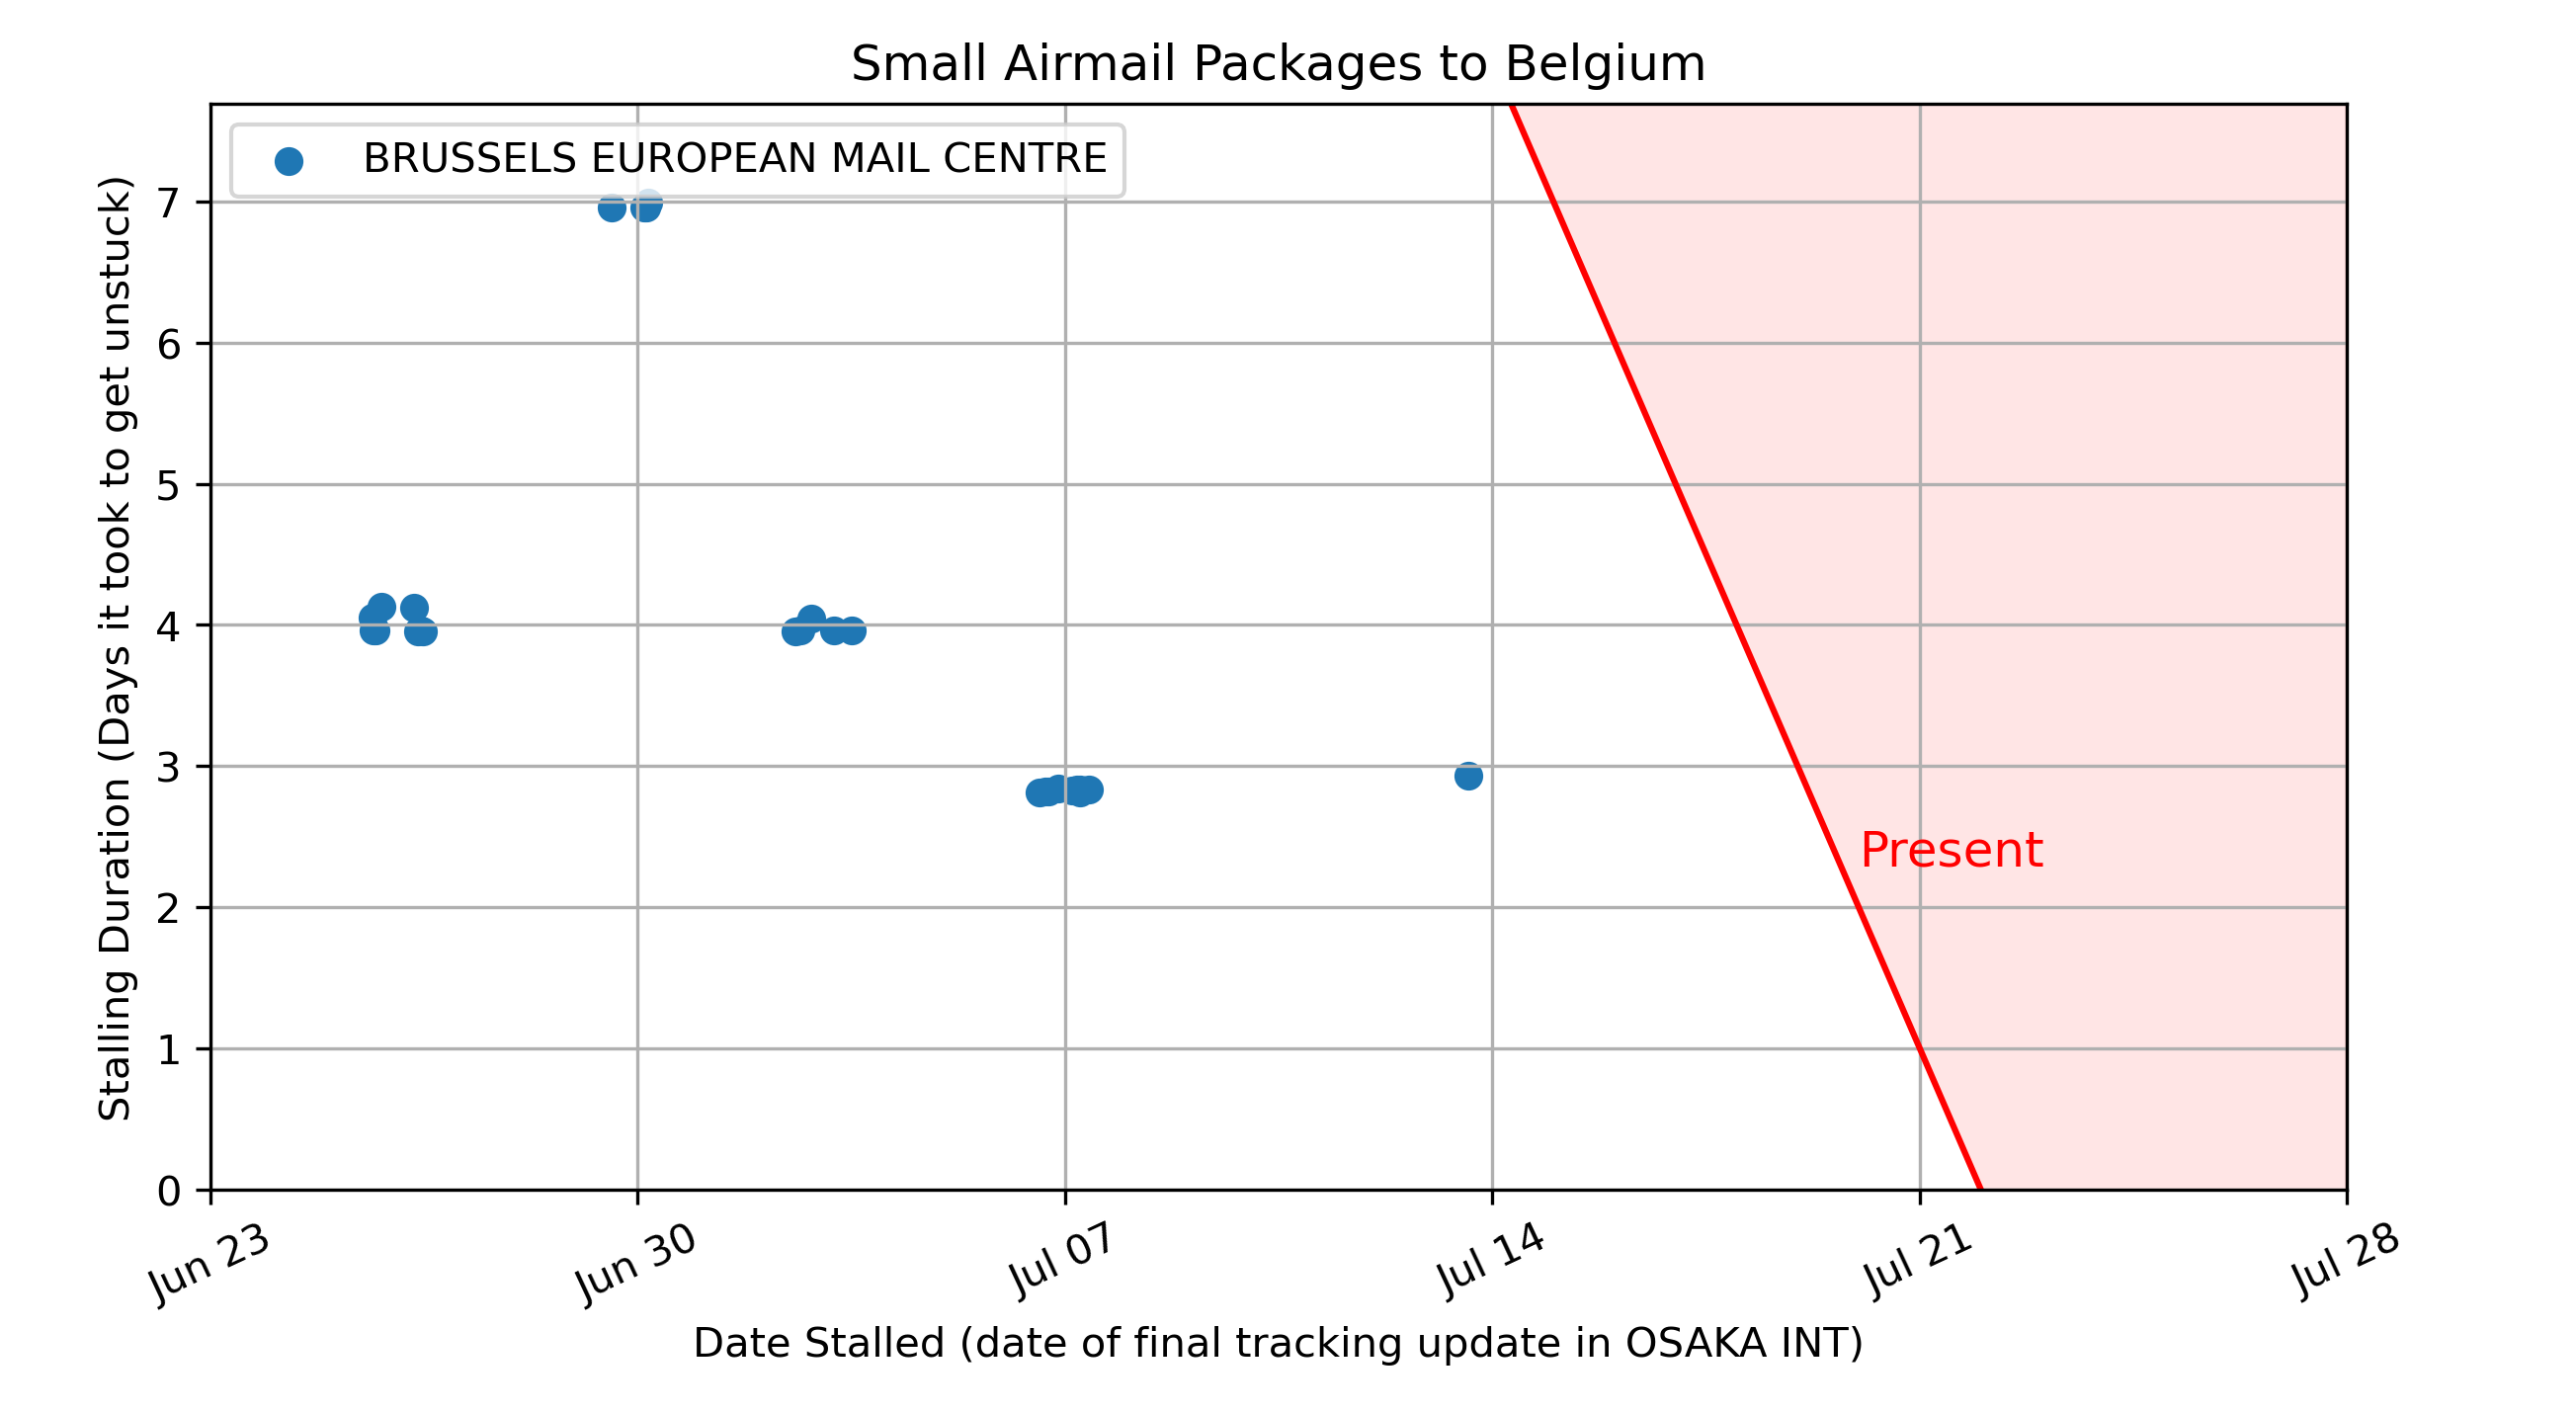 Small Airmail Packages to Belgium
BRUSSELS EUROPEAN MAIL CENTRE
Stalling Duration (Days it took to get unstuck)
7
6
5
4
3
2
1
0
Present
Jun 23
Jun 30
Jul 07
Jul 14
Jul 21
Jul 28
Date Stalled (date of final tracking update in OSAKA INT)